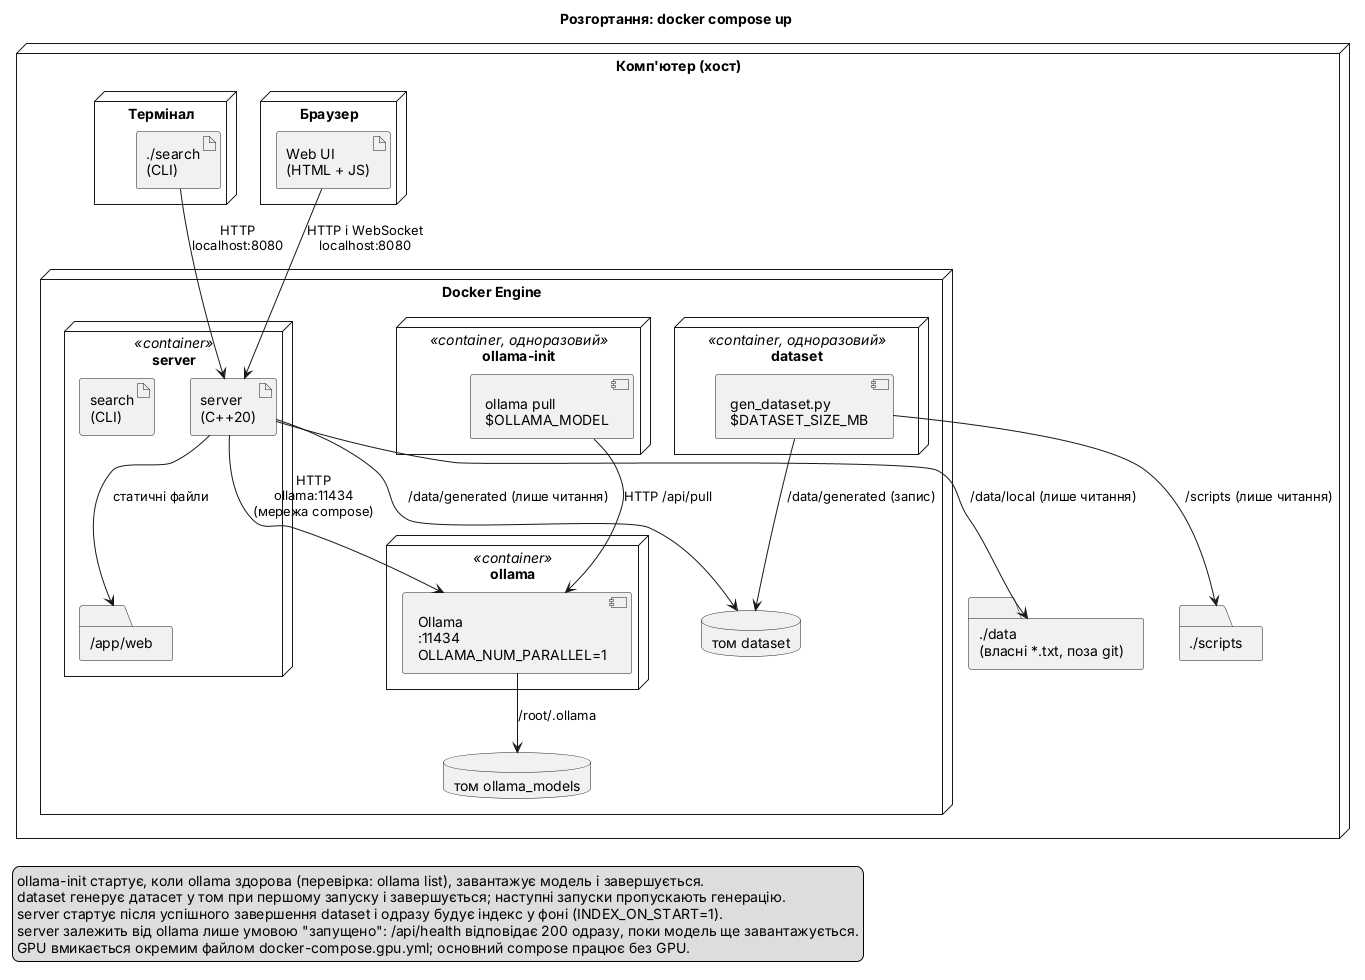 Розгортання: docker compose up
Комп'ютер (хост)
Термінал
./search
(CLI)
Браузер
Web UI
(HTML + JS)
HTTP
localhost:8080
HTTP і WebSocket
localhost:8080
Docker Engine
«container»
server
search
(CLI)
server
(C++20)
«container, одноразовий»
ollama-init
ollama pull
$OLLAMA_MODEL
«container, одноразовий»
dataset
gen_dataset.py
$DATASET_SIZE_MB
статичні файли
HTTP
ollama:11434
(мережа compose)
/data/generated (лише читання)
HTTP /api/pull
/data/generated (запис)
/data/local (лише читання)
/scripts (лише читання)
/app/web
«container»
ollama
Ollama
:11434
OLLAMA_NUM_PARALLEL=1
том dataset
./data
(власні *.txt, поза git)
./scripts
/root/.ollama
том ollama_models
ollama-init стартує, коли ollama здорова (перевірка: ollama list), завантажує модель і завершується.
dataset генерує датасет у том при першому запуску і завершується; наступні запуски пропускають генерацію.
server стартує після успішного завершення dataset і одразу будує індекс у фоні (INDEX_ON_START=1).
server залежить від ollama лише умовою "запущено": /api/health відповідає 200 одразу, поки модель ще завантажується.
GPU вмикається окремим файлом docker-compose.gpu.yml; основний compose працює без GPU.